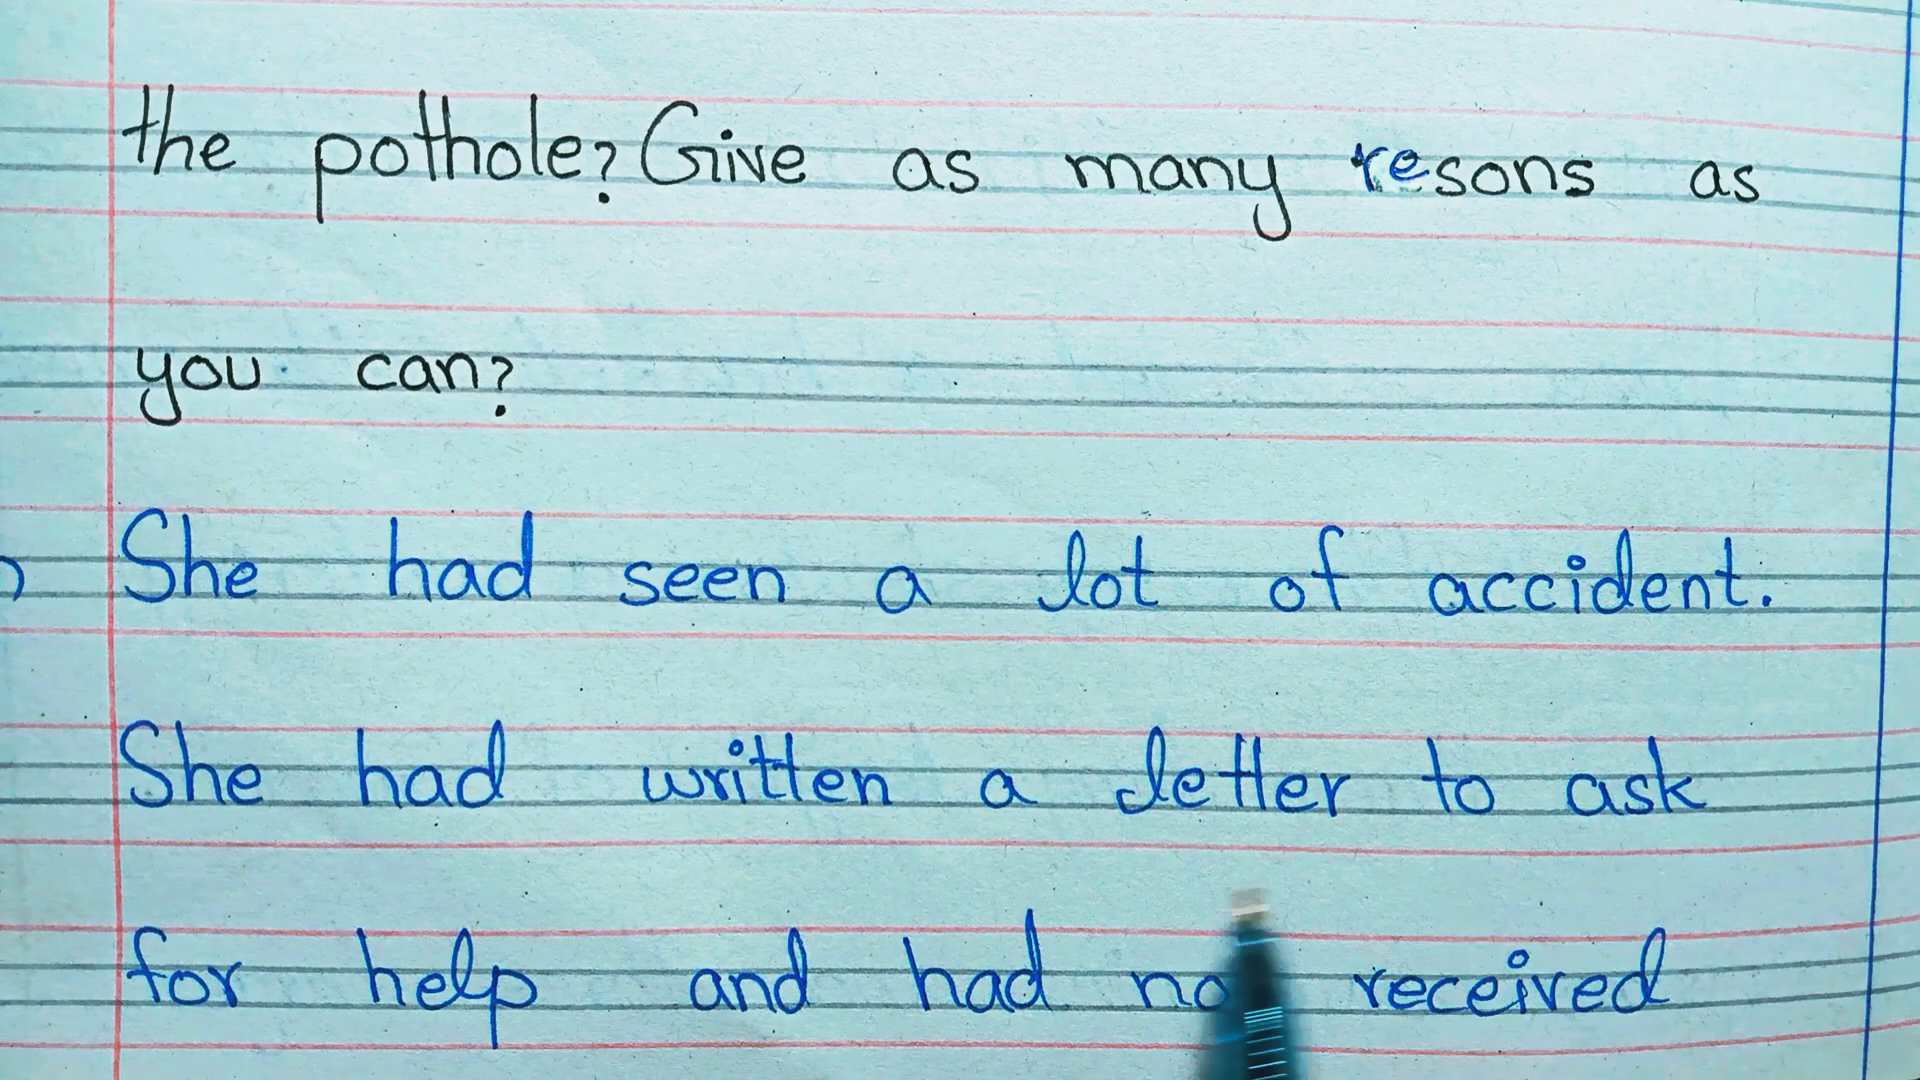 the pothole? Give as many resons as
you can?
She had seen a lot of accident.
She had written a letter to ask
for help and had received